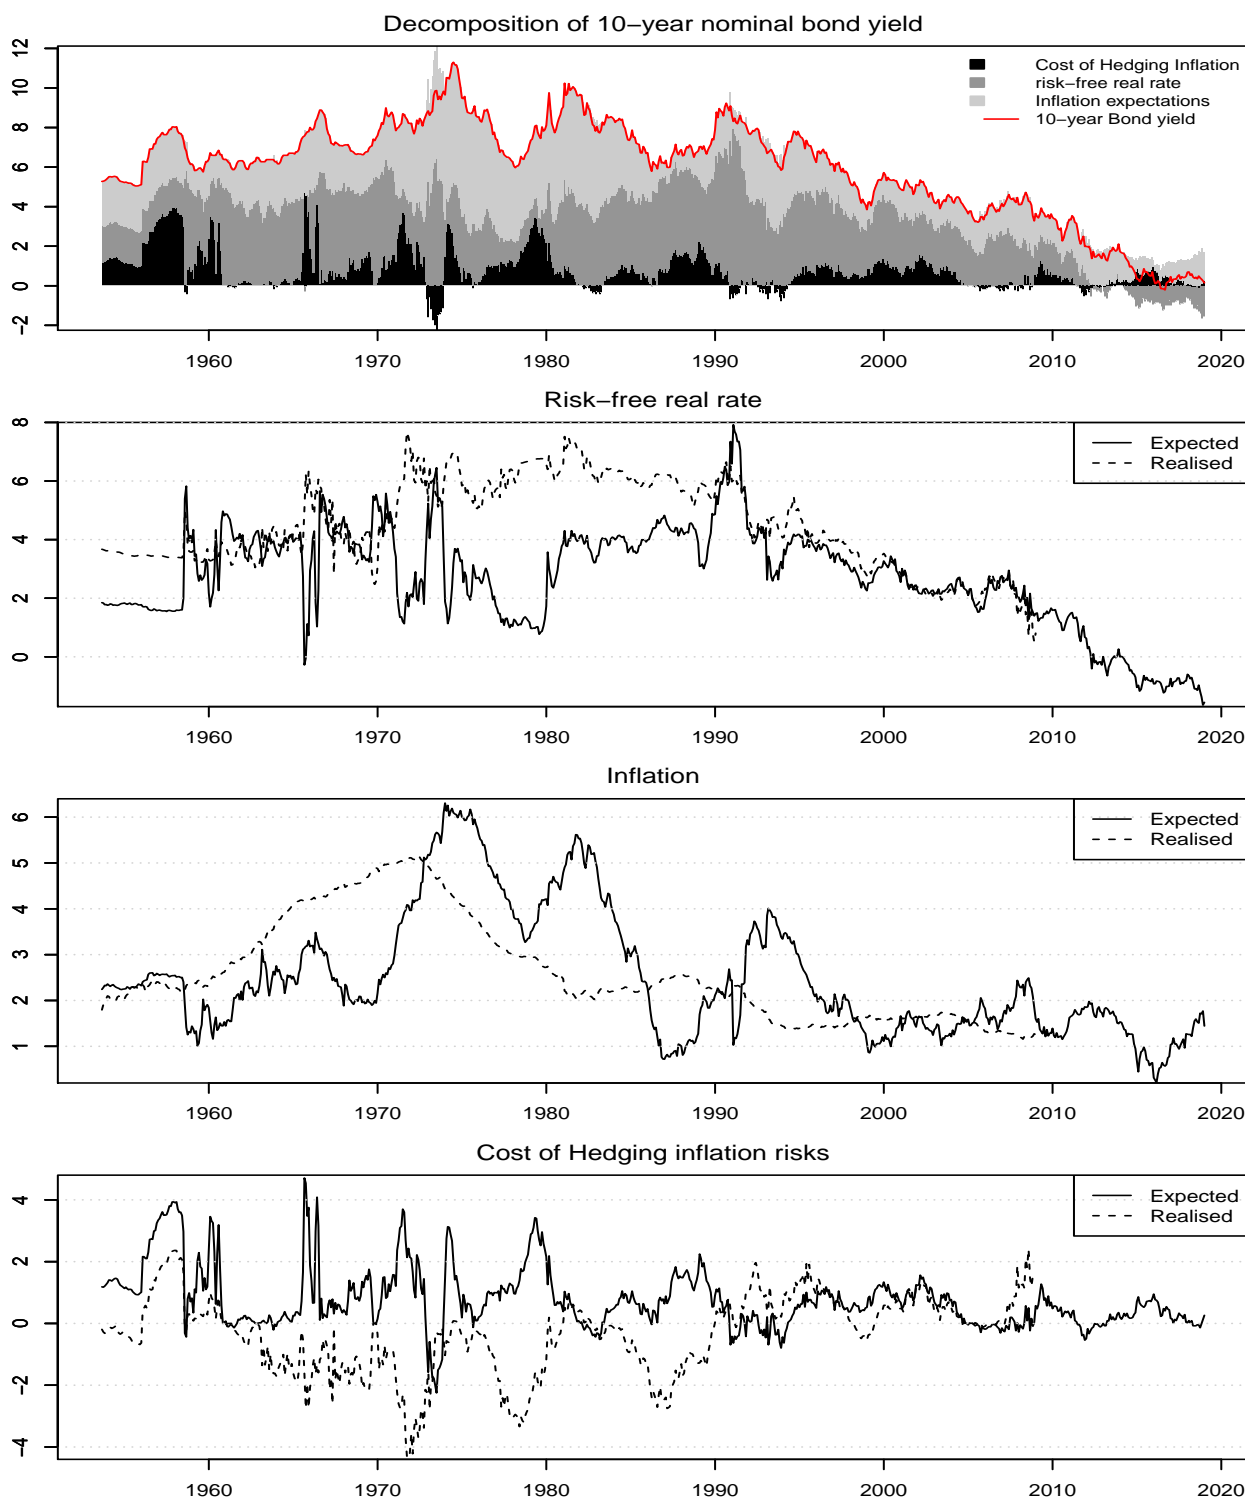 Decomposition of 10−year nominal bond yield
12
10
8
6
4
2
0
−2
Cost of Hedging Inflation
risk−free real rate
Inflation expectations
10−year Bond yield
1960 1970 1980 1990 2000 2010 2020
Risk−free real rate
8
6
4
2
0
Expected
Realised
1960 1970 1980 1990 2000 2010 2020
Inflation
6
5
4
3
2
1
Expected
Realised
1960 1970 1980 1990 2000 2010 2020
Cost of Hedging inflation risks
4
2
0
−2
−4
Expected
Realised
1960 1970 1980 1990 2000 2010 2020